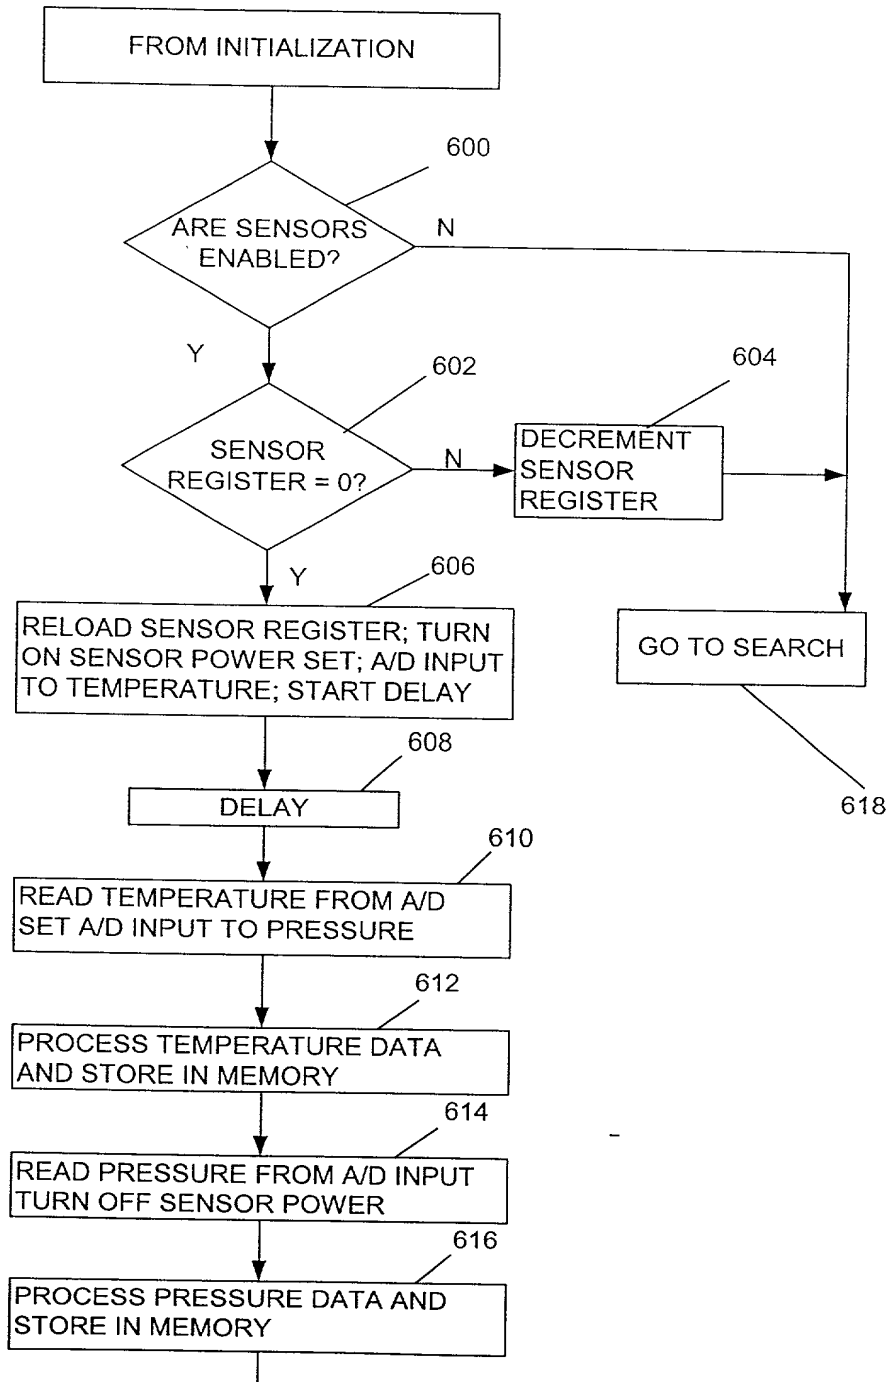 FROM INITIALIZATION
600
ARE SENSORS
ENABLED?
N
Y
602
604
SENSOR
REGISTER = 0?
N
DECREMENT
SENSOR
REGISTER
Y
606
RELOAD SENSOR REGISTER; TURN
ON SENSOR POWER SET; A/D INPUT
TO TEMPERATURE; START DELAY
GO TO SEARCH
618
608
DELAY
610
READ TEMPERATURE FROM A/D
SET A/D INPUT TO PRESSURE
612
PROCESS TEMPERATURE DATA
AND STORE IN MEMORY
614
READ PRESSURE FROM A/D INPUT
TURN OFF SENSOR POWER
616
PROCESS PRESSURE DATA AND
STORE IN MEMORY